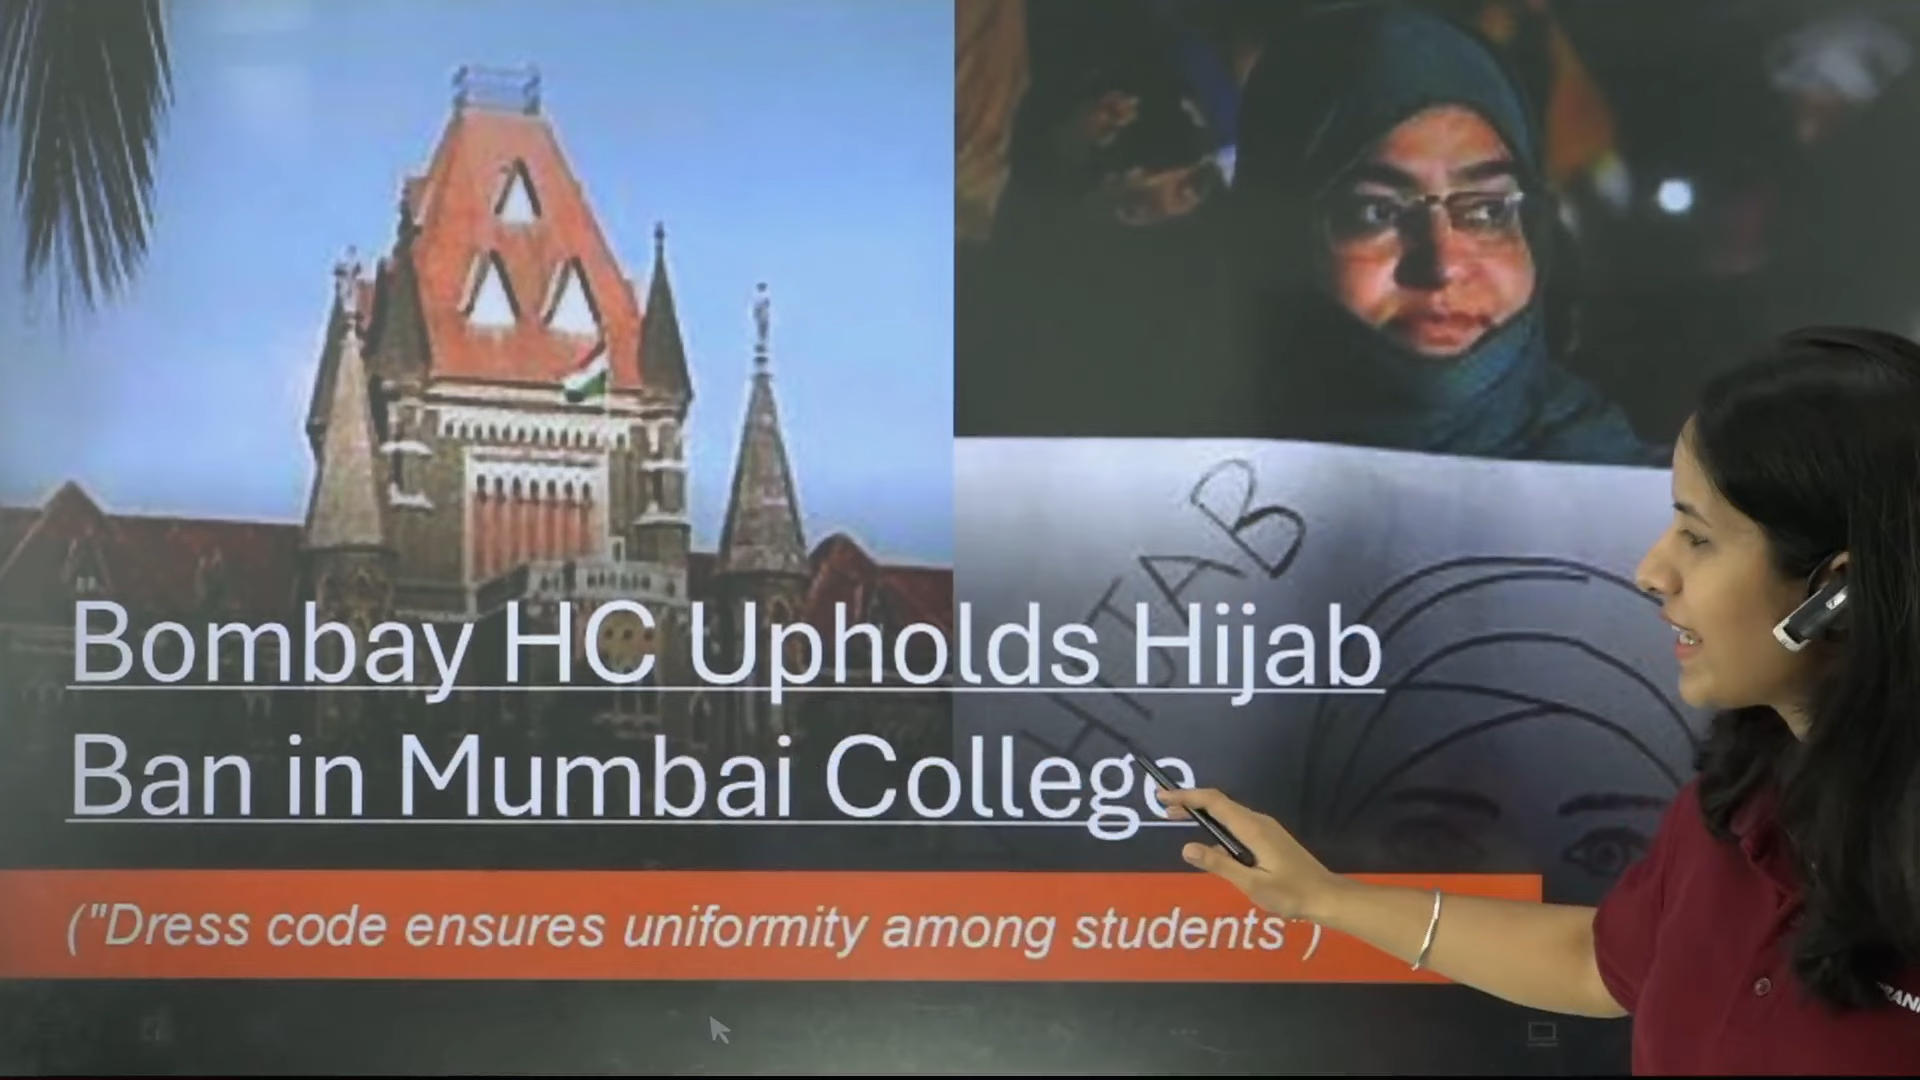 HIJAB
Bombay HC Upholds Hijab
Ban in Mumbai College
("Dress code ensures uniformity among students")